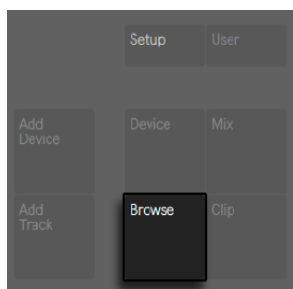 Setup User
Add
Device
Device Mix
Add
Track
Browse Clip